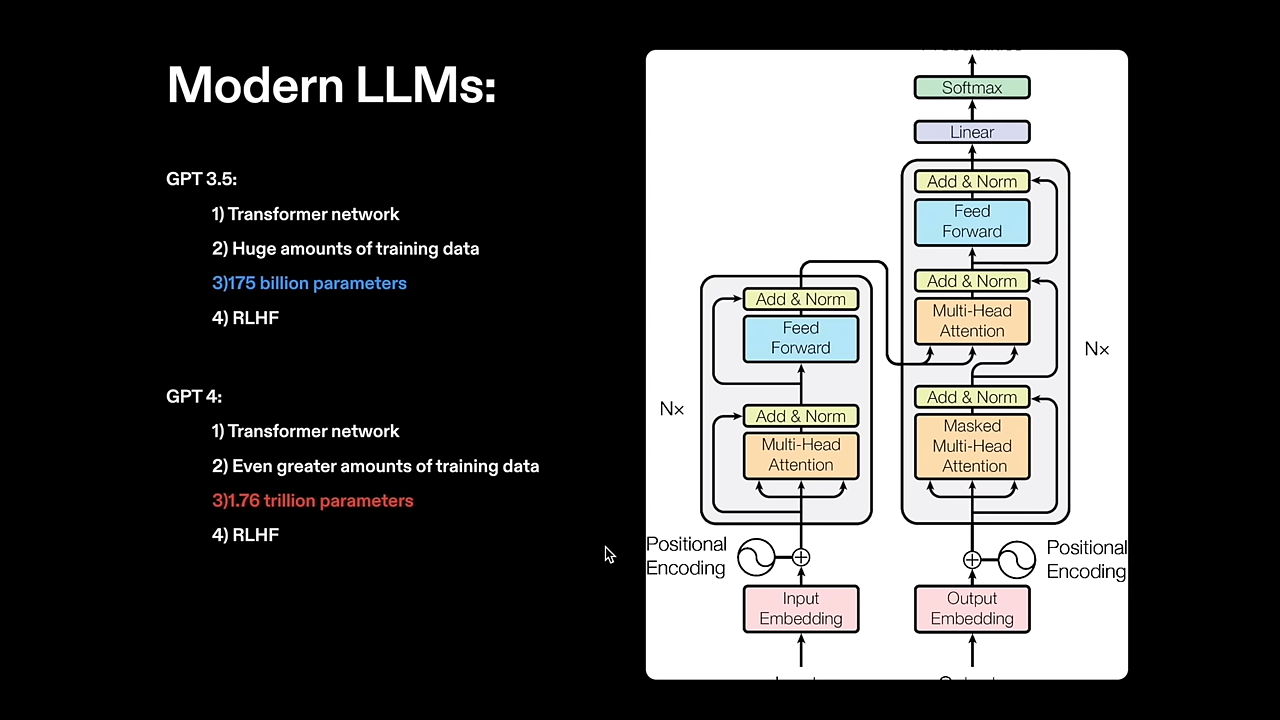 Modern LLMs:
GPT 3.5:
1) Transformer network
2) Huge amounts of training data
3)175 billion parameters
4) RLHF
GPT 4:
1) Transformer network
2) Even greater amounts of training data
3)1.76 trillion parameters
4) RLHF
Softmax
Linear
Add & Norm
Feed
Forward
Add & Norm
Multi-Head
Attention
Nx
Add & Norm
Masked
Multi-Head
Attention
Add & Norm
Feed
Forward
Nx
Add & Norm
Multi-Head
Attention
Positional
Encoding
Positional
Encoding
Input
Embedding
Output
Embedding